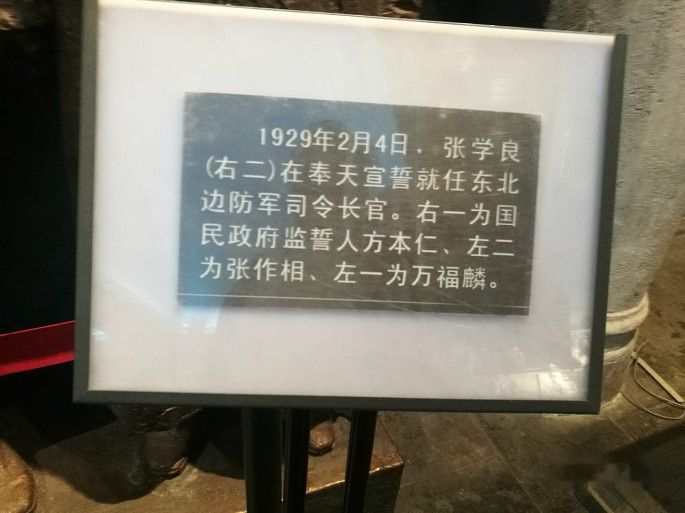 1929年2月4日，张学良
(右二)在奉天宣誓就任东北
边防军司令长官。右一为国
民政府监誓人方本仁、左二
为张作相、左一为万福麟。